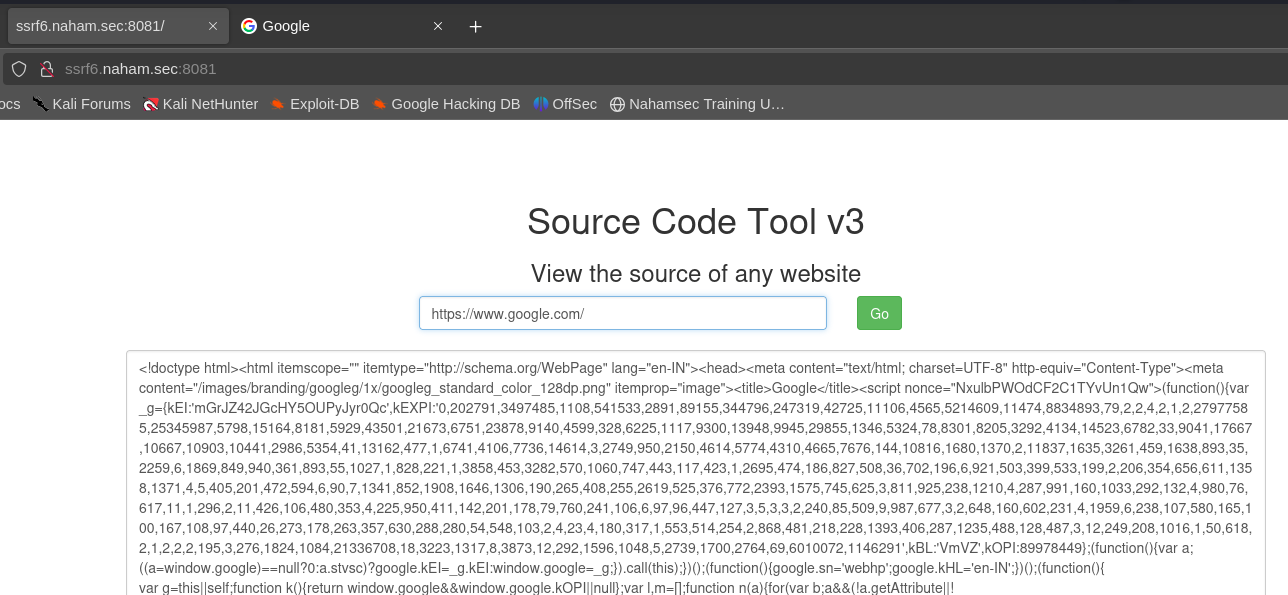 ssrf6.naham.sec:8081/
Google
ssrf6.naham.sec:8081
ocs Kali Forums Kali NetHunter Exploit-DB Google Hacking DB OffSec Nahamsec Training U…
Source Code Tool v3
View the source of any website
https://www.google.com/ Go
<!doctype html><html itemscope="" itemtype="http://schema.org/WebPage" lang="en-IN"><head><meta content="text/html; charset=UTF-8" http-equiv="Content-Type"><meta
content="/images/branding/googleg/1x/googleg_standard_color_128dp.png" itemprop="image"><title>Google</title><script nonce="NxulbPWOdCF2C1TYvUn1Qw">(function(){var
_g={kEI:'mGrJZ42JGcHY5OUPyJyr0Qc',kEXPI:'0,202791,3497485,1108,541533,2891,89155,344796,247319,42725,11106,4565,5214609,11474,8834893,79,2,2,4,2,1,2,2797758
5,25345987,5798,15164,8181,5929,43501,21673,6751,23878,9140,4599,328,6225,1117,9300,13948,9945,29855,1346,5324,78,8301,8205,3292,4134,14523,6782,33,9041,17667
,10667,10903,10441,2986,5354,41,13162,477,1,6741,4106,7736,14614,3,2749,950,2150,4614,5774,4310,4665,7676,144,10816,1680,1370,2,11837,1635,3261,459,1638,893,35,
2259,6,1869,849,940,361,893,55,1027,1,828,221,1,3858,453,3282,570,1060,747,443,117,423,1,2695,474,186,827,508,36,702,196,6,921,503,399,533,199,2,206,354,656,611,135
8,1371,4,5,405,201,472,594,6,90,7,1341,852,1908,1646,1306,190,265,408,255,2619,525,376,772,2393,1575,745,625,3,811,925,238,1210,4,287,991,160,1033,292,132,4,980,76,
617,11,1,296,2,11,426,106,480,353,4,225,950,411,142,201,178,79,760,241,106,6,97,96,447,127,3,5,3,3,2,240,85,509,9,987,677,3,2,648,160,602,231,4,1959,6,238,107,580,165,1
00,167,108,97,440,26,273,178,263,357,630,288,280,54,548,103,2,4,23,4,180,317,1,553,514,254,2,868,481,218,228,1393,406,287,1235,488,128,487,3,12,249,208,1016,1,50,618,
2,1,2,2,2,195,3,276,1824,1084,21336708,18,3223,1317,8,3873,12,292,1596,1048,5,2739,1700,2764,69,6010072,1146291',kBL:'VmVZ',kOPI:89978449};(function(){var a;
((a=window.google)==null?0:a.stvsc)?google.kEI=_g.kEI:window.google=_g;}).call(this);})();(function(){google.sn='webhp';google.kHL='en-IN';})();(function(){
var g=this||self;function k(){return window.google&&window.google.kOPI||null};var l,m=[];function n(a){for(var b;a&&(!a.getAttribute||!